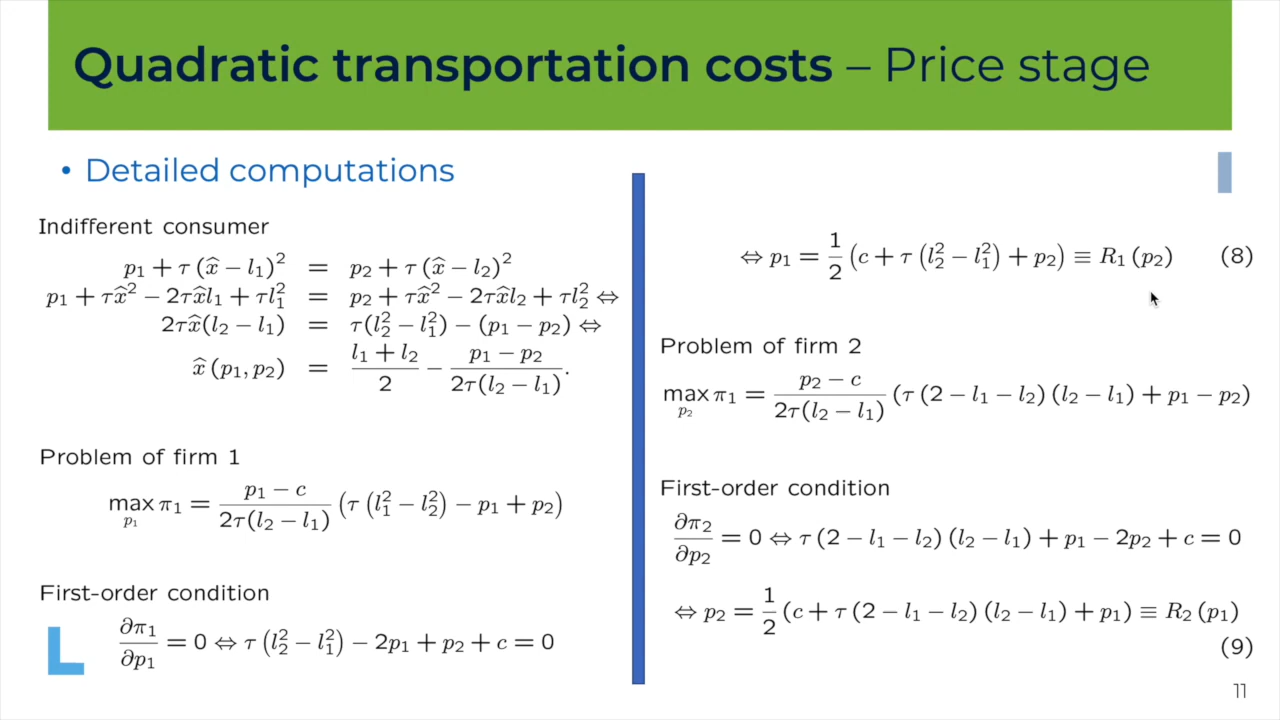 Quadratic transportation costs – Price stage
• Detailed computations
Indifferent consumer
p₁ + τ (x̂ − l₁)² = p₂ + τ (x̂ − l₂)²
p₁ + τx̂² − 2τx̂l₁ + τl₁² = p₂ + τx̂² − 2τx̂l₂ + τl₂² ⇔
2τx̂(l₂ − l₁) = τ(l₂² − l₁²) − (p₁ − p₂) ⇔
x̂ (p₁, p₂) = (l₁ + l₂)/2 − (p₁ − p₂)/(2τ(l₂ − l₁)).
Problem of firm 1
max_{p₁} π₁ = (p₁ − c)/(2τ(l₂ − l₁)) (τ (l₁² − l₂²) − p₁ + p₂)
First-order condition
∂π₁/∂p₁ = 0 ⇔ τ (l₂² − l₁²) − 2p₁ + p₂ + c = 0
⇔ p₁ = 1/2 (c + τ (l₂² − l₁²) + p₂) ≡ R₁ (p₂) (8)
Problem of firm 2
max_{p₂} π₁ = (p₂ − c)/(2τ(l₂ − l₁)) (τ (2 − l₁ − l₂) (l₂ − l₁) + p₁ − p₂)
First-order condition
∂π₂/∂p₂ = 0 ⇔ τ (2 − l₁ − l₂) (l₂ − l₁) + p₁ − 2p₂ + c = 0
⇔ p₂ = 1/2 (c + τ (2 − l₁ − l₂) (l₂ − l₁) + p₁) ≡ R₂ (p₁)
(9)
11